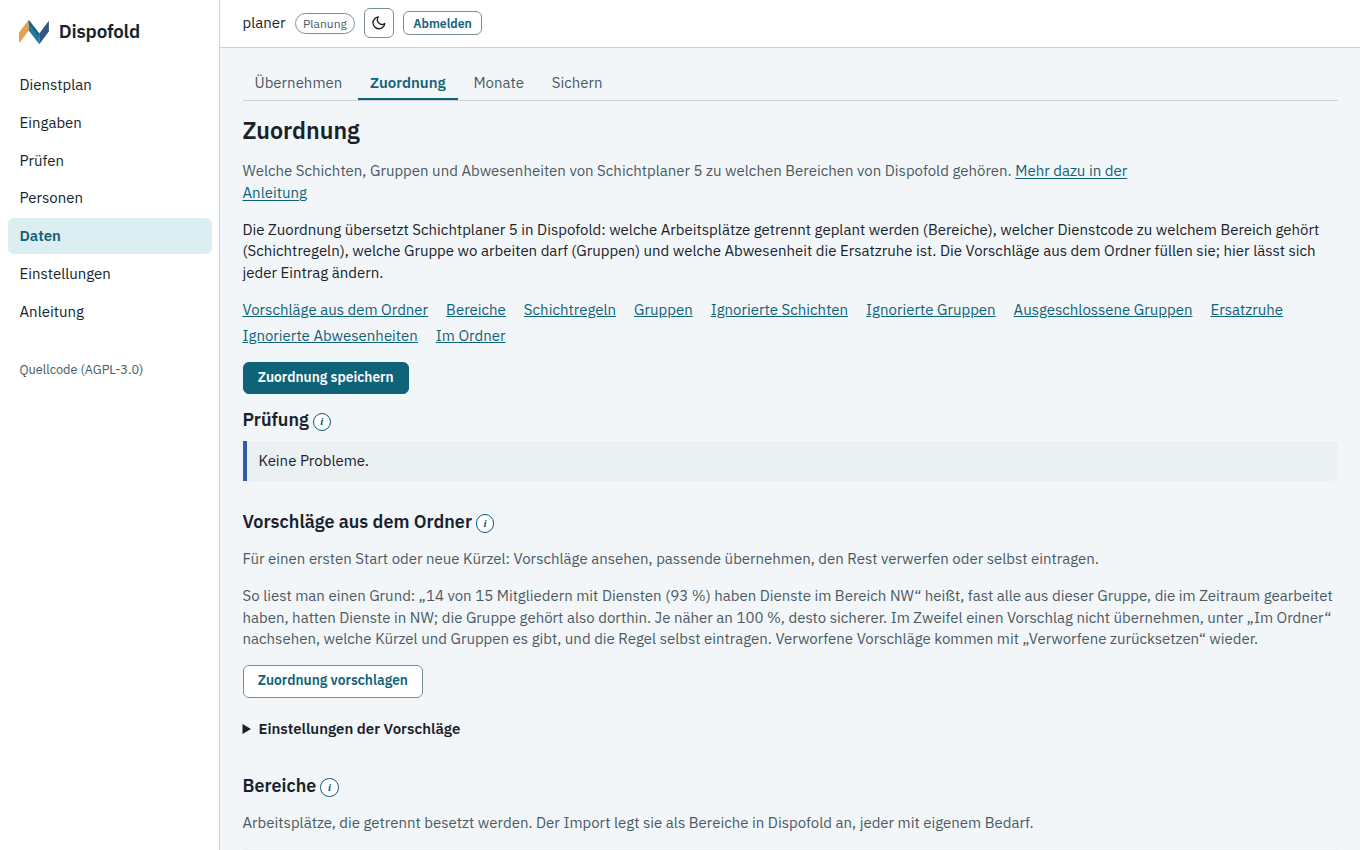 Dispofold
planer Planung Abmelden
Dienstplan
Eingaben
Prüfen
Personen
Daten
Einstellungen
Anleitung
Quellcode (AGPL-3.0)
Übernehmen Zuordnung Monate Sichern
Zuordnung
Welche Schichten, Gruppen und Abwesenheiten von Schichtplaner 5 zu welchen Bereichen von Dispofold gehören. Mehr dazu in der
Anleitung
Die Zuordnung übersetzt Schichtplaner 5 in Dispofold: welche Arbeitsplätze getrennt geplant werden (Bereiche), welcher Dienstcode zu welchem Bereich gehört
(Schichtregeln), welche Gruppe wo arbeiten darf (Gruppen) und welche Abwesenheit die Ersatzruhe ist. Die Vorschläge aus dem Ordner füllen sie; hier lässt sich
jeder Eintrag ändern.
Vorschläge aus dem Ordner Bereiche Schichtregeln Gruppen Ignorierte Schichten Ignorierte Gruppen Ausgeschlossene Gruppen Ersatzruhe
Ignorierte Abwesenheiten Im Ordner
Zuordnung speichern
Prüfung i
Keine Probleme.
Vorschläge aus dem Ordner i
Für einen ersten Start oder neue Kürzel: Vorschläge ansehen, passende übernehmen, den Rest verwerfen oder selbst eintragen.
So liest man einen Grund: „14 von 15 Mitgliedern mit Diensten (93 %) haben Dienste im Bereich NW“ heißt, fast alle aus dieser Gruppe, die im Zeitraum gearbeitet
haben, hatten Dienste in NW; die Gruppe gehört also dorthin. Je näher an 100 %, desto sicherer. Im Zweifel einen Vorschlag nicht übernehmen, unter „Im Ordner“
nachsehen, welche Kürzel und Gruppen es gibt, und die Regel selbst eintragen. Verworfene Vorschläge kommen mit „Verworfene zurücksetzen“ wieder.
Zuordnung vorschlagen
Einstellungen der Vorschläge
Bereiche i
Arbeitsplätze, die getrennt besetzt werden. Der Import legt sie als Bereiche in Dispofold an, jeder mit eigenem Bedarf.